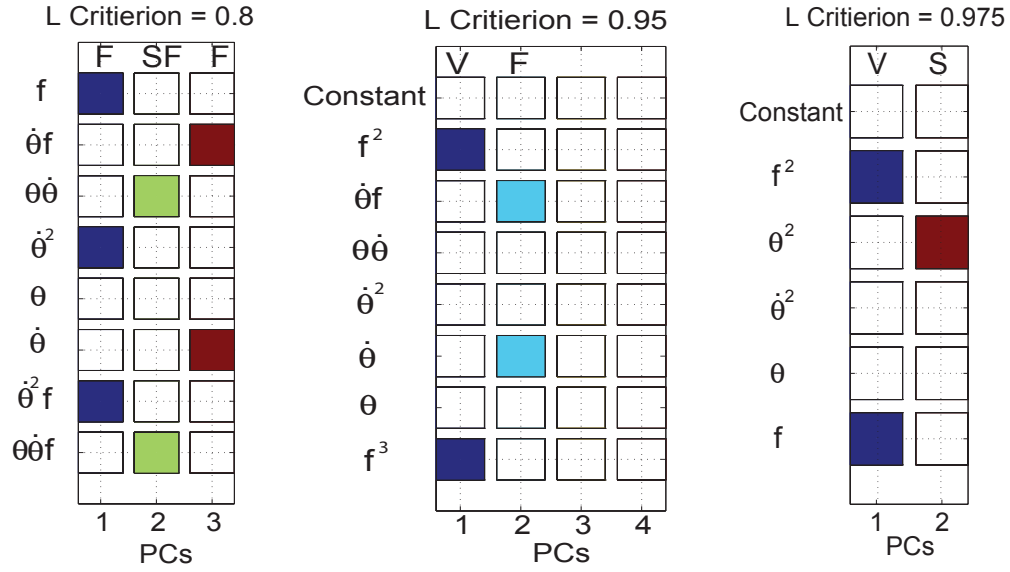 L Critierion = 0.8
F SF F
f
θ̇f
θθ̇
θ̇²
θ
θ̇
θ̇²f
θθ̇f
1 2 3
PCs
L Critierion = 0.95
V F
Constant
f²
θ̇f
θθ̇
θ̇²
θ̇
θ
f³
1 2 3 4
PCs
L Critierion = 0.975
V S
Constant
f²
θ²
θ̇²
θ
f
1 2
PCs